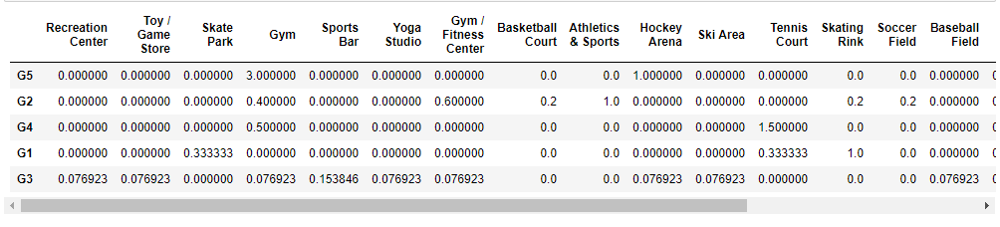 Recreation Center Toy / Game Store Skate Park Gym Sports Bar Yoga Studio Gym / Fitness Center Basketball Court Athletics & Sports Hockey Arena Ski Area Tennis Court Skating Rink Soccer Field Baseball Field
G5 0.000000 0.000000 0.000000 3.000000 0.000000 0.000000 0.000000 0.0 0.0 1.000000 0.000000 0.000000 0.0 0.0 0.000000
G2 0.000000 0.000000 0.000000 0.400000 0.000000 0.000000 0.600000 0.2 1.0 0.000000 0.000000 0.000000 0.2 0.2 0.000000
G4 0.000000 0.000000 0.000000 0.500000 0.000000 0.000000 0.000000 0.0 0.0 0.000000 0.000000 1.500000 0.0 0.0 0.000000
G1 0.000000 0.000000 0.333333 0.000000 0.000000 0.000000 0.000000 0.0 0.0 0.000000 0.000000 0.333333 1.0 0.0 0.000000
G3 0.076923 0.076923 0.000000 0.076923 0.153846 0.076923 0.076923 0.0 0.0 0.076923 0.076923 0.000000 0.0 0.0 0.076923